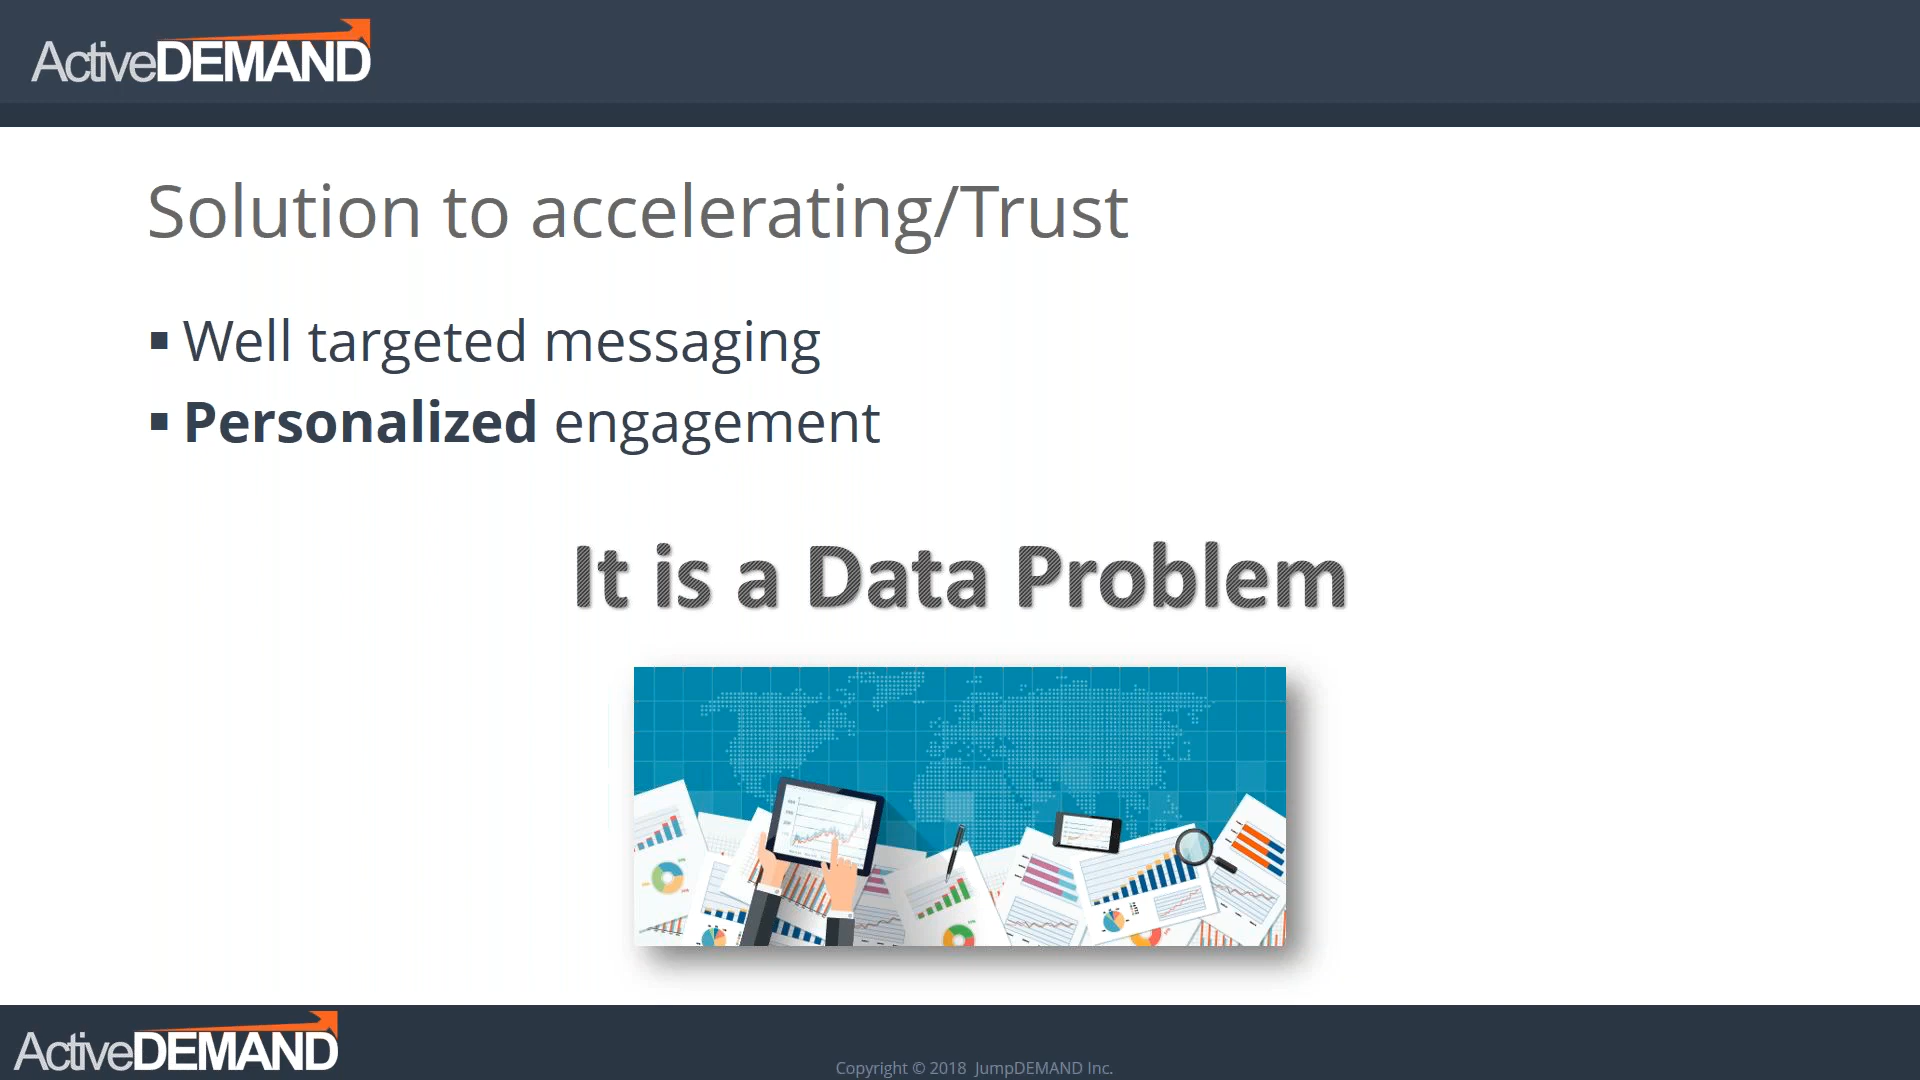 ActiveDEMAND
Solution to accelerating/Trust
▪ Well targeted messaging
▪ Personalized engagement
It is a Data Problem
ActiveDEMAND
Copyright © 2018 JumpDEMAND Inc.